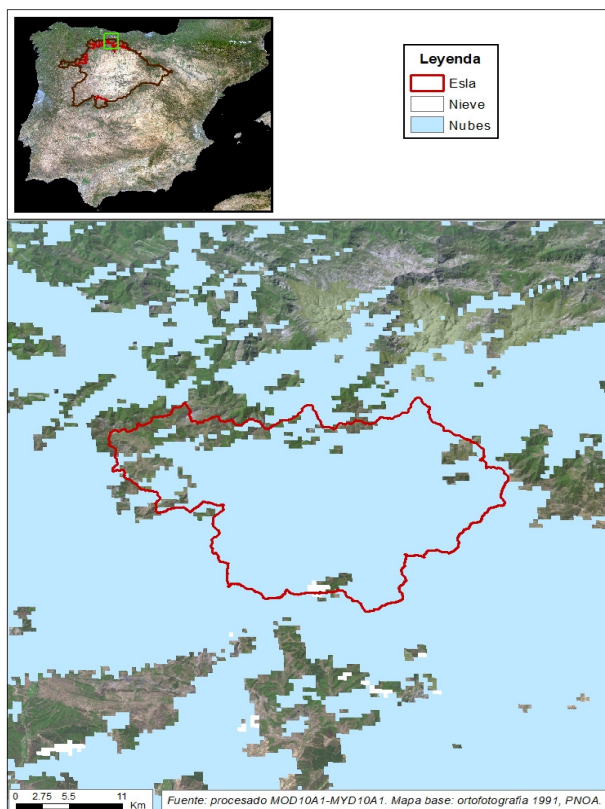 Leyenda
Esla
Nieve
Nubes
0 2.75 5.5 11
Km
Fuente: procesado MOD10A1-MYD10A1. Mapa base: ortofotografia 1991, PNOA